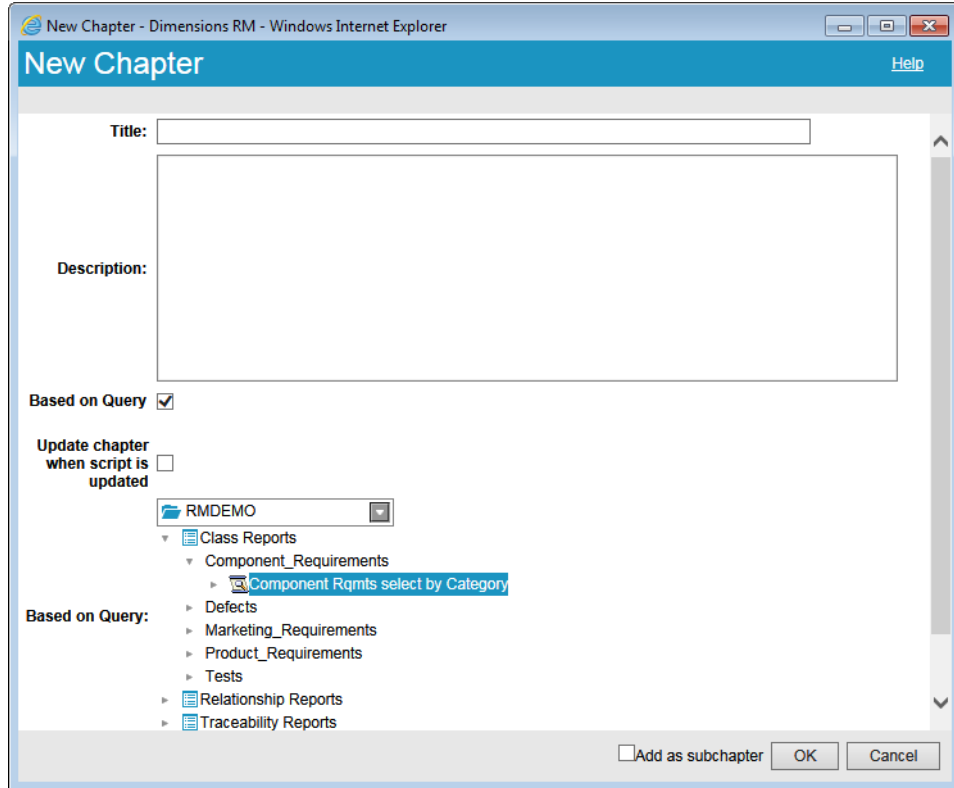 New Chapter - Dimensions RM - Windows Internet Explorer
New Chapter
Help
Title:
Description:
Based on Query
Update chapter
when script is
updated
RMDEMO
Class Reports
Component_Requirements
Component Rqmts select by Category
Defects
Based on Query:
Marketing_Requirements
Product_Requirements
Tests
Relationship Reports
Traceability Reports
Add as subchapter
OK
Cancel